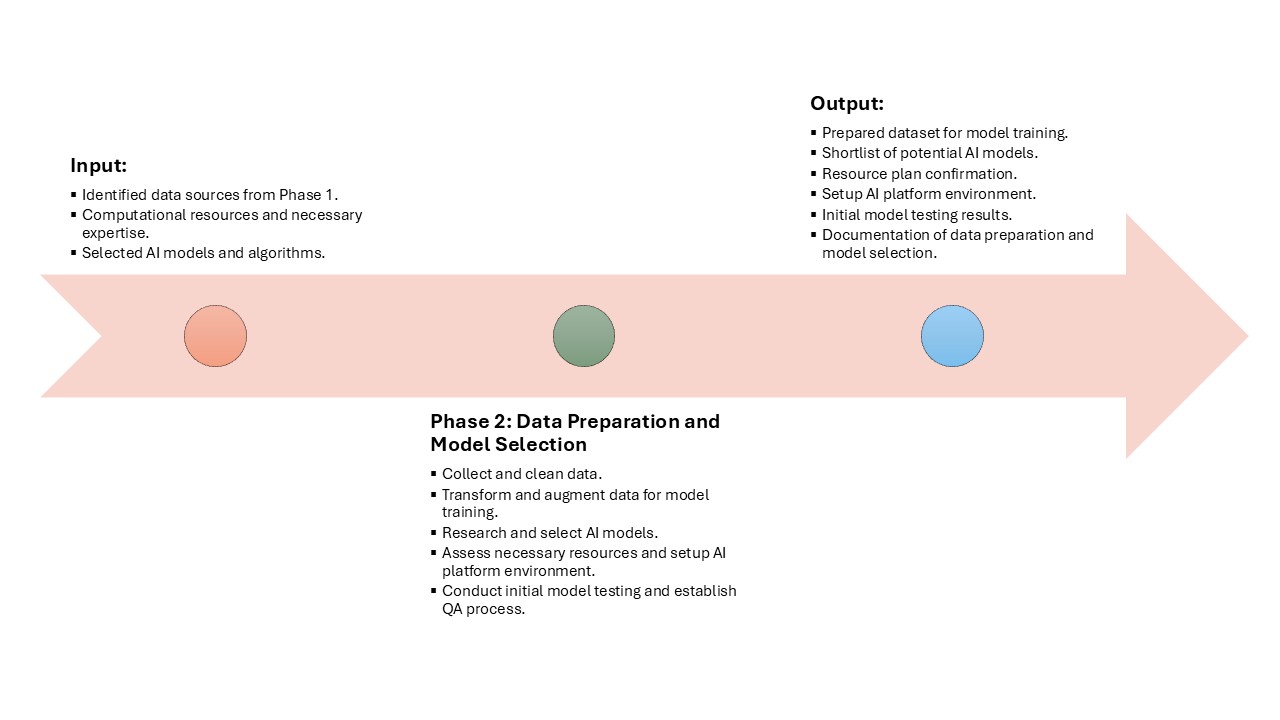 Input:
▪ Identified data sources from Phase 1.
▪ Computational resources and necessary
expertise.
▪ Selected AI models and algorithms.
Phase 2: Data Preparation and
Model Selection
▪ Collect and clean data.
▪ Transform and augment data for model
training.
▪ Research and select AI models.
▪ Assess necessary resources and setup AI
platform environment.
▪ Conduct initial model testing and establish
QA process.
Output:
▪ Prepared dataset for model training.
▪ Shortlist of potential AI models.
▪ Resource plan confirmation.
▪ Setup AI platform environment.
▪ Initial model testing results.
▪ Documentation of data preparation and
model selection.